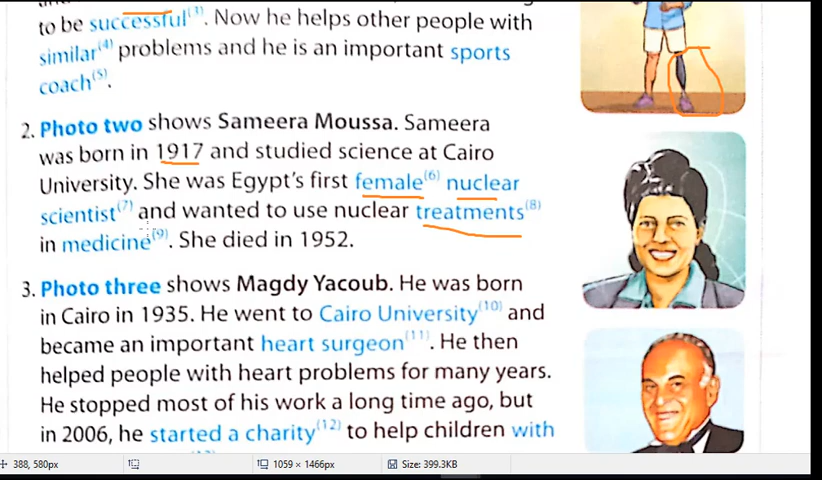 to be successful(3). Now he helps other people with
similar(4) problems and he is an important sports
coach(5).
2. Photo two shows Sameera Moussa. Sameera
was born in 1917 and studied science at Cairo
University. She was Egypt's first female(6) nuclear
scientist(7) and wanted to use nuclear treatments(8)
in medicine(9). She died in 1952.
3. Photo three shows Magdy Yacoub. He was born
in Cairo in 1935. He went to Cairo University(10) and
became an important heart surgeon(11). He then
helped people with heart problems for many years.
He stopped most of his work a long time ago, but
in 2006, he started a charity(12) to help children with
388, 580px
1059 × 1466px
Size: 399.3KB